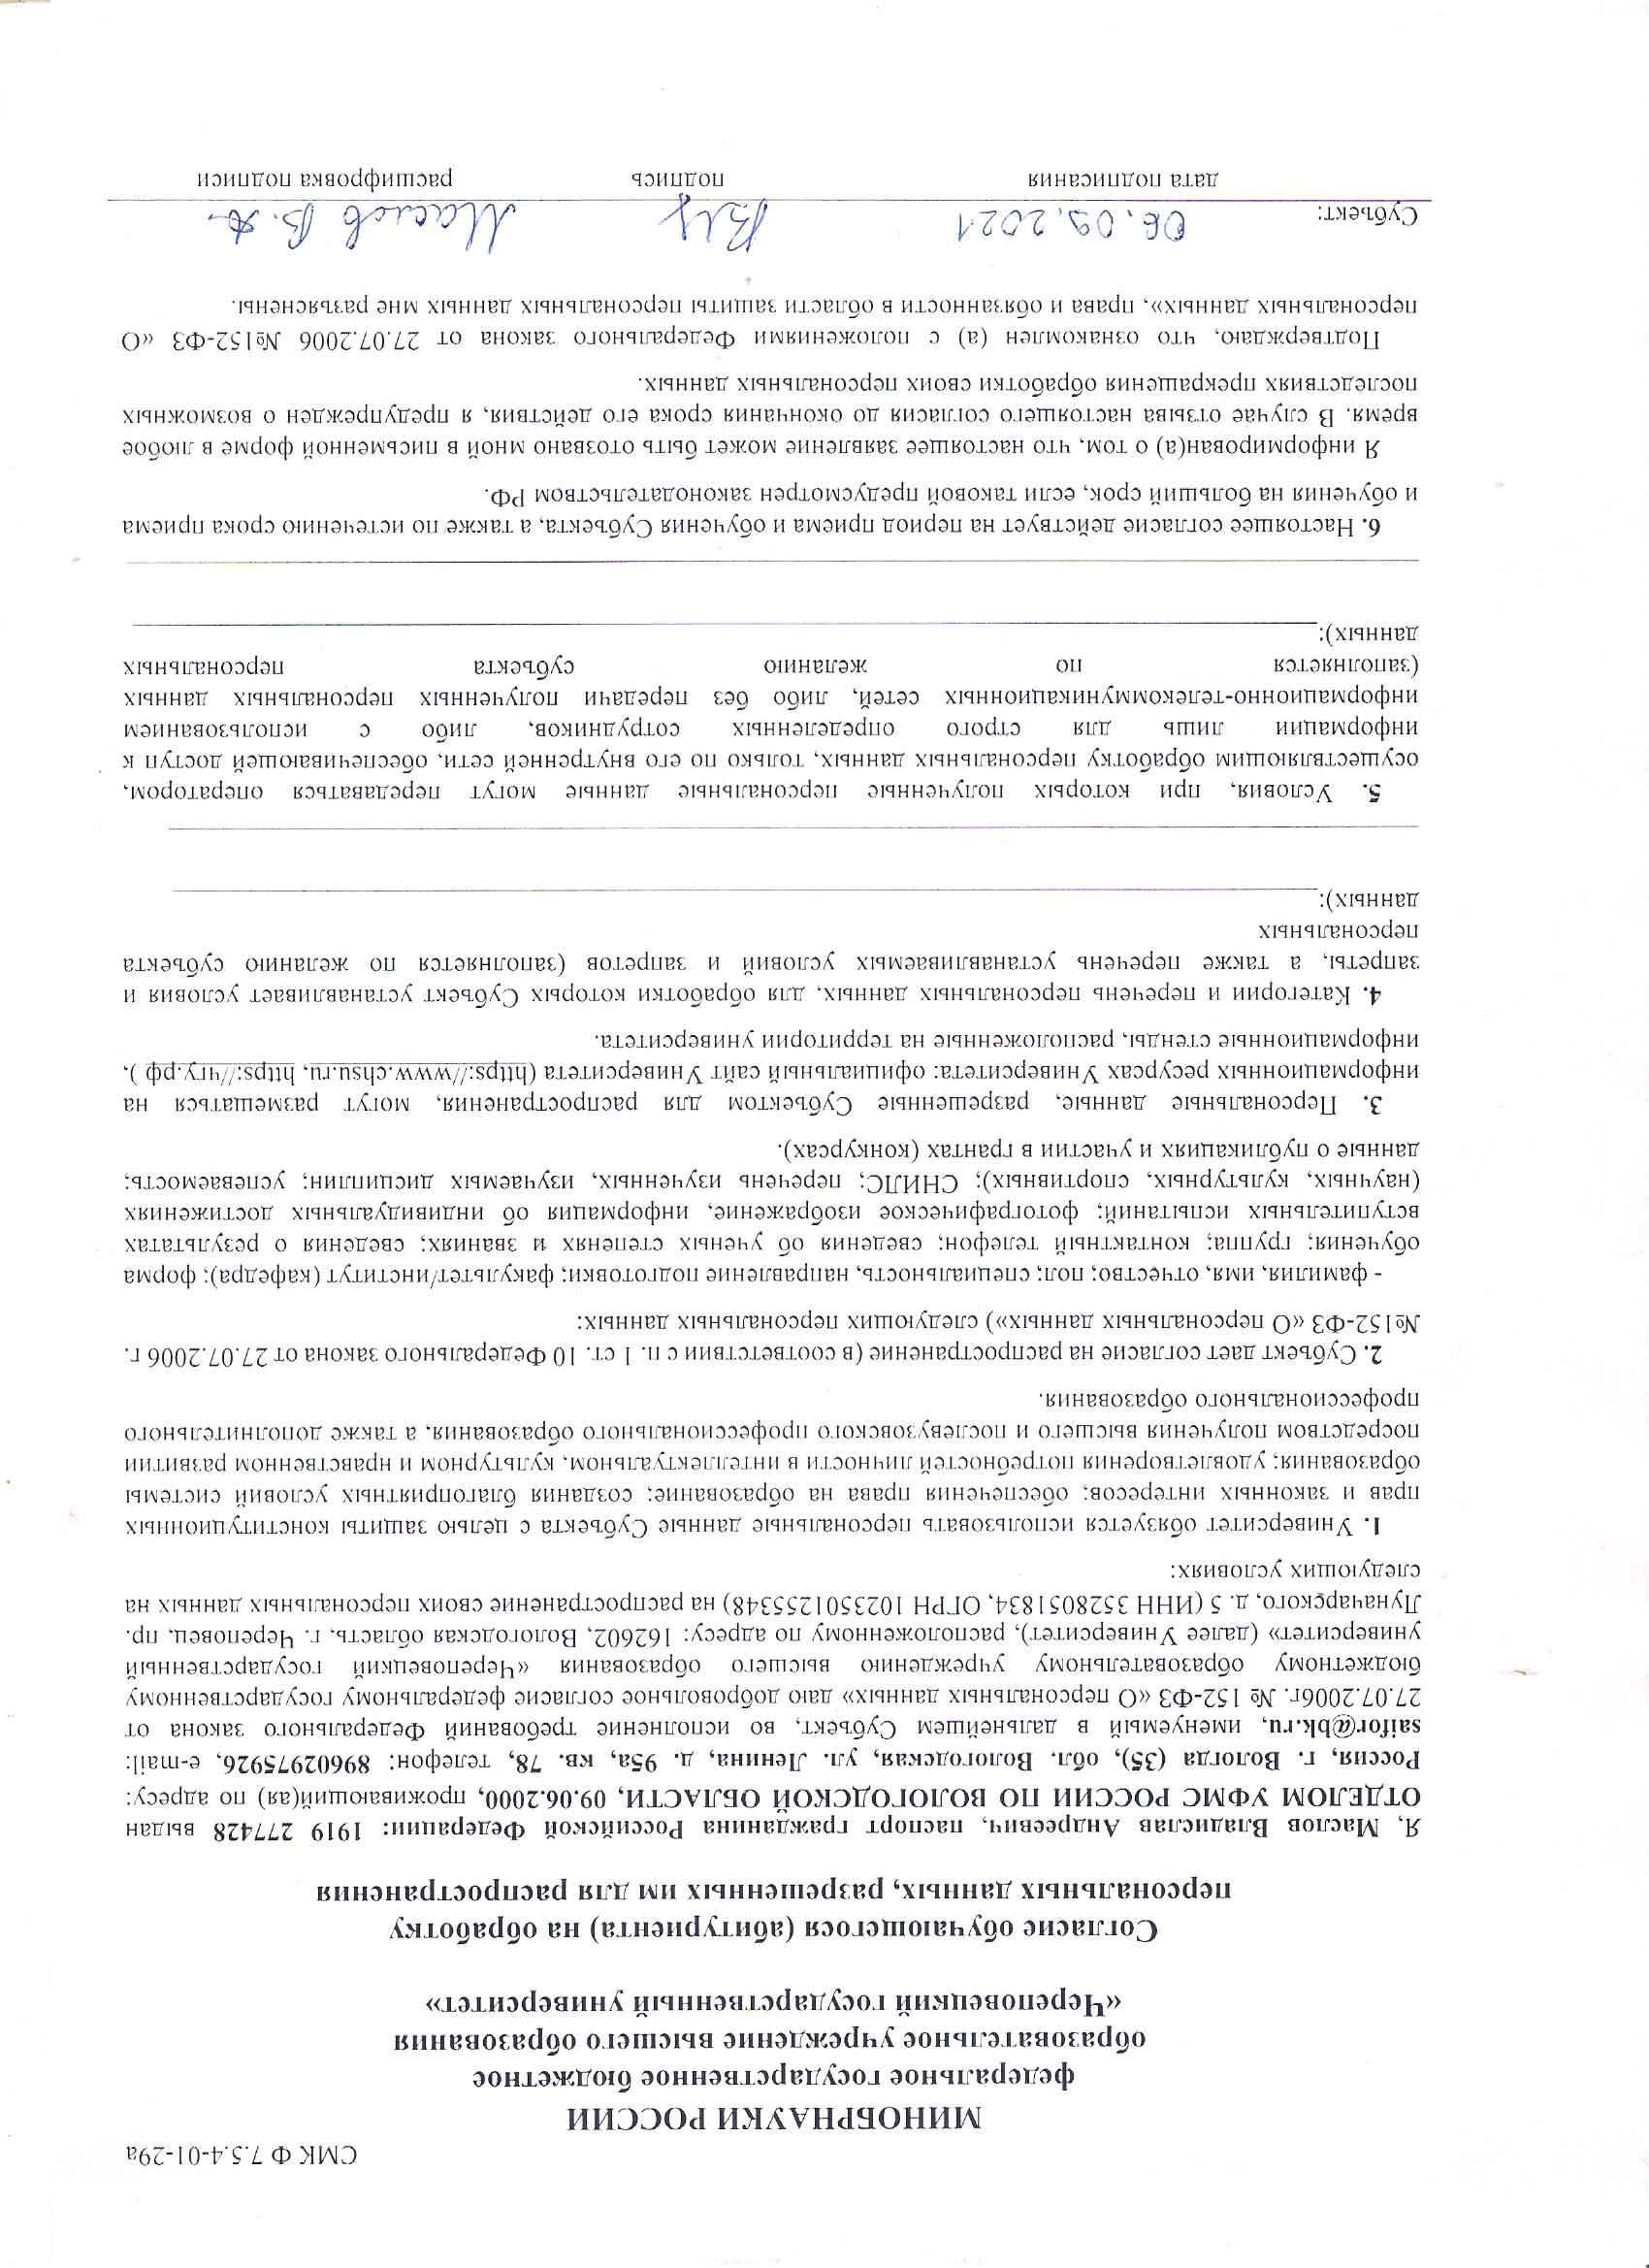 СМК Ф 7.5.4-01-29а
МИНОБРНАУКИ РОССИИ
федеральное государственное бюджетное
образовательное учреждение высшего образования
«Череповецкий государственный университет»
Согласие обучающегося (абитуриента) на обработку
персональных данных, разрешенных им для распространения
Я, Маслов Владислав Андреевич, паспорт гражданина Российской Федерации: 1919 277428 выдан
ОТДЕЛОМ УФМС РОССИИ ПО ВОЛОГОДСКОЙ ОБЛАСТИ, 09.06.2000, проживающий(ая) по адресу:
Россия, г. Вологда (35), обл. Вологодская, ул. Ленина, д. 95а, кв. 78, телефон: 89602975926, e-mail:
saifor@bk.ru, именуемый в дальнейшем Субъект, во исполнение требований Федерального закона от
27.07.2006г. № 152-ФЗ «О персональных данных» даю добровольное согласие федеральному государственному
бюджетному образовательному учреждению высшего образования «Череповецкий государственный
университет» (далее Университет), расположенному по адресу: 162602, Вологодская область, г. Череповец, пр.
Луначарского, д. 5 (ИНН 3528051834, ОГРН 1023501255348) на распространение своих персональных данных на
следующих условиях:
1. Университет обязуется использовать персональные данные Субъекта с целью защиты конституционных
прав и законных интересов; обеспечения права на образование; создания благоприятных условий системы
образования; удовлетворения потребностей личности в интеллектуальном, культурном и нравственном развитии
посредством получения высшего и послевузовского профессионального образования, а также дополнительного
профессионального образования.
2. Субъект дает согласие на распространение (в соответствии с п. 1 ст. 10 Федерального закона от 27.07.2006 г.
№152-ФЗ «О персональных данных») следующих персональных данных:
- фамилия, имя, отчество; пол; специальность, направление подготовки; факультет/институт (кафедра); форма
обучения; группа; контактный телефон; сведения об ученых степенях и званиях; сведения о результатах
вступительных испытаний; фотографическое изображение, информация об индивидуальных достижениях
(научных, культурных, спортивных); СНИЛС; перечень изученных, изучаемых дисциплин; успеваемость;
данные о публикациях и участии в грантах (конкурсах).
3. Персональные данные, разрешенные Субъектом для распространения, могут размещаться на
информационных ресурсах Университета: официальный сайт Университета (https://www.chsu.ru, https://чгу.рф ),
информационные стенды, расположенные на территории университета.
4. Категории и перечень персональных данных, для обработки которых Субъект устанавливает условия и
запреты, а также перечень устанавливаемых условий и запретов (заполняется по желанию субъекта
персональных
данных):
5. Условия, при которых полученные персональные данные могут передаваться оператором,
осуществляющим обработку персональных данных, только по его внутренней сети, обеспечивающей доступ к
информации лишь для строго определенных сотрудников, либо с использованием
информационно-телекоммуникационных сетей, либо без передачи полученных персональных данных
(заполняется по желанию субъекта персональных
данных):
6. Настоящее согласие действует на период приема и обучения Субъекта, а также по истечению срока приема
и обучения на больший срок, если таковой предусмотрен законодательством РФ.
Я информирован(а) о том, что настоящее заявление может быть отозвано мной в письменной форме в любое
время. В случае отзыва настоящего согласия до окончания срока его действия, я предупрежден о возможных
последствиях прекращения обработки своих персональных данных.
Подтверждаю, что ознакомлен (а) с положениями Федерального закона от 27.07.2006 №152-ФЗ «О
персональных данных», права и обязанности в области защиты персональных данных мне разъяснены.
Субъект: 06.09.2021 Маслов В. А.
дата подписания подпись расшифровка подписи